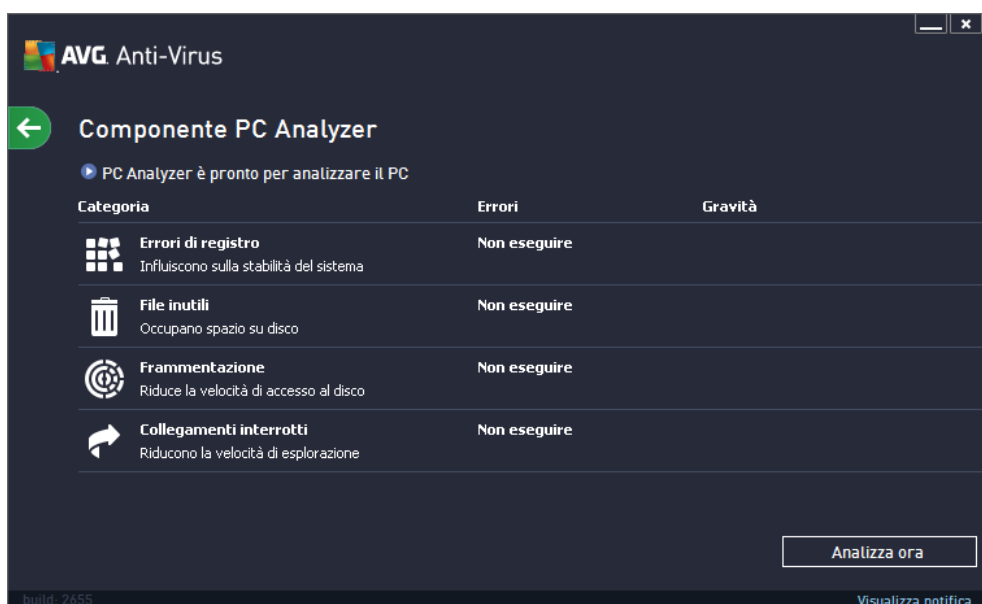 AVG. Anti-Virus
Componente PC Analyzer
PC Analyzer è pronto per analizzare il PC
Categoria Errori Gravità
Errori di registro Non eseguire
Influiscono sulla stabilità del sistema
File inutili Non eseguire
Occupano spazio su disco
Frammentazione Non eseguire
Riduce la velocità di accesso al disco
Collegamenti interrotti Non eseguire
Riducono la velocità di esplorazione
Analizza ora
build: 2655 Visualizza notifica